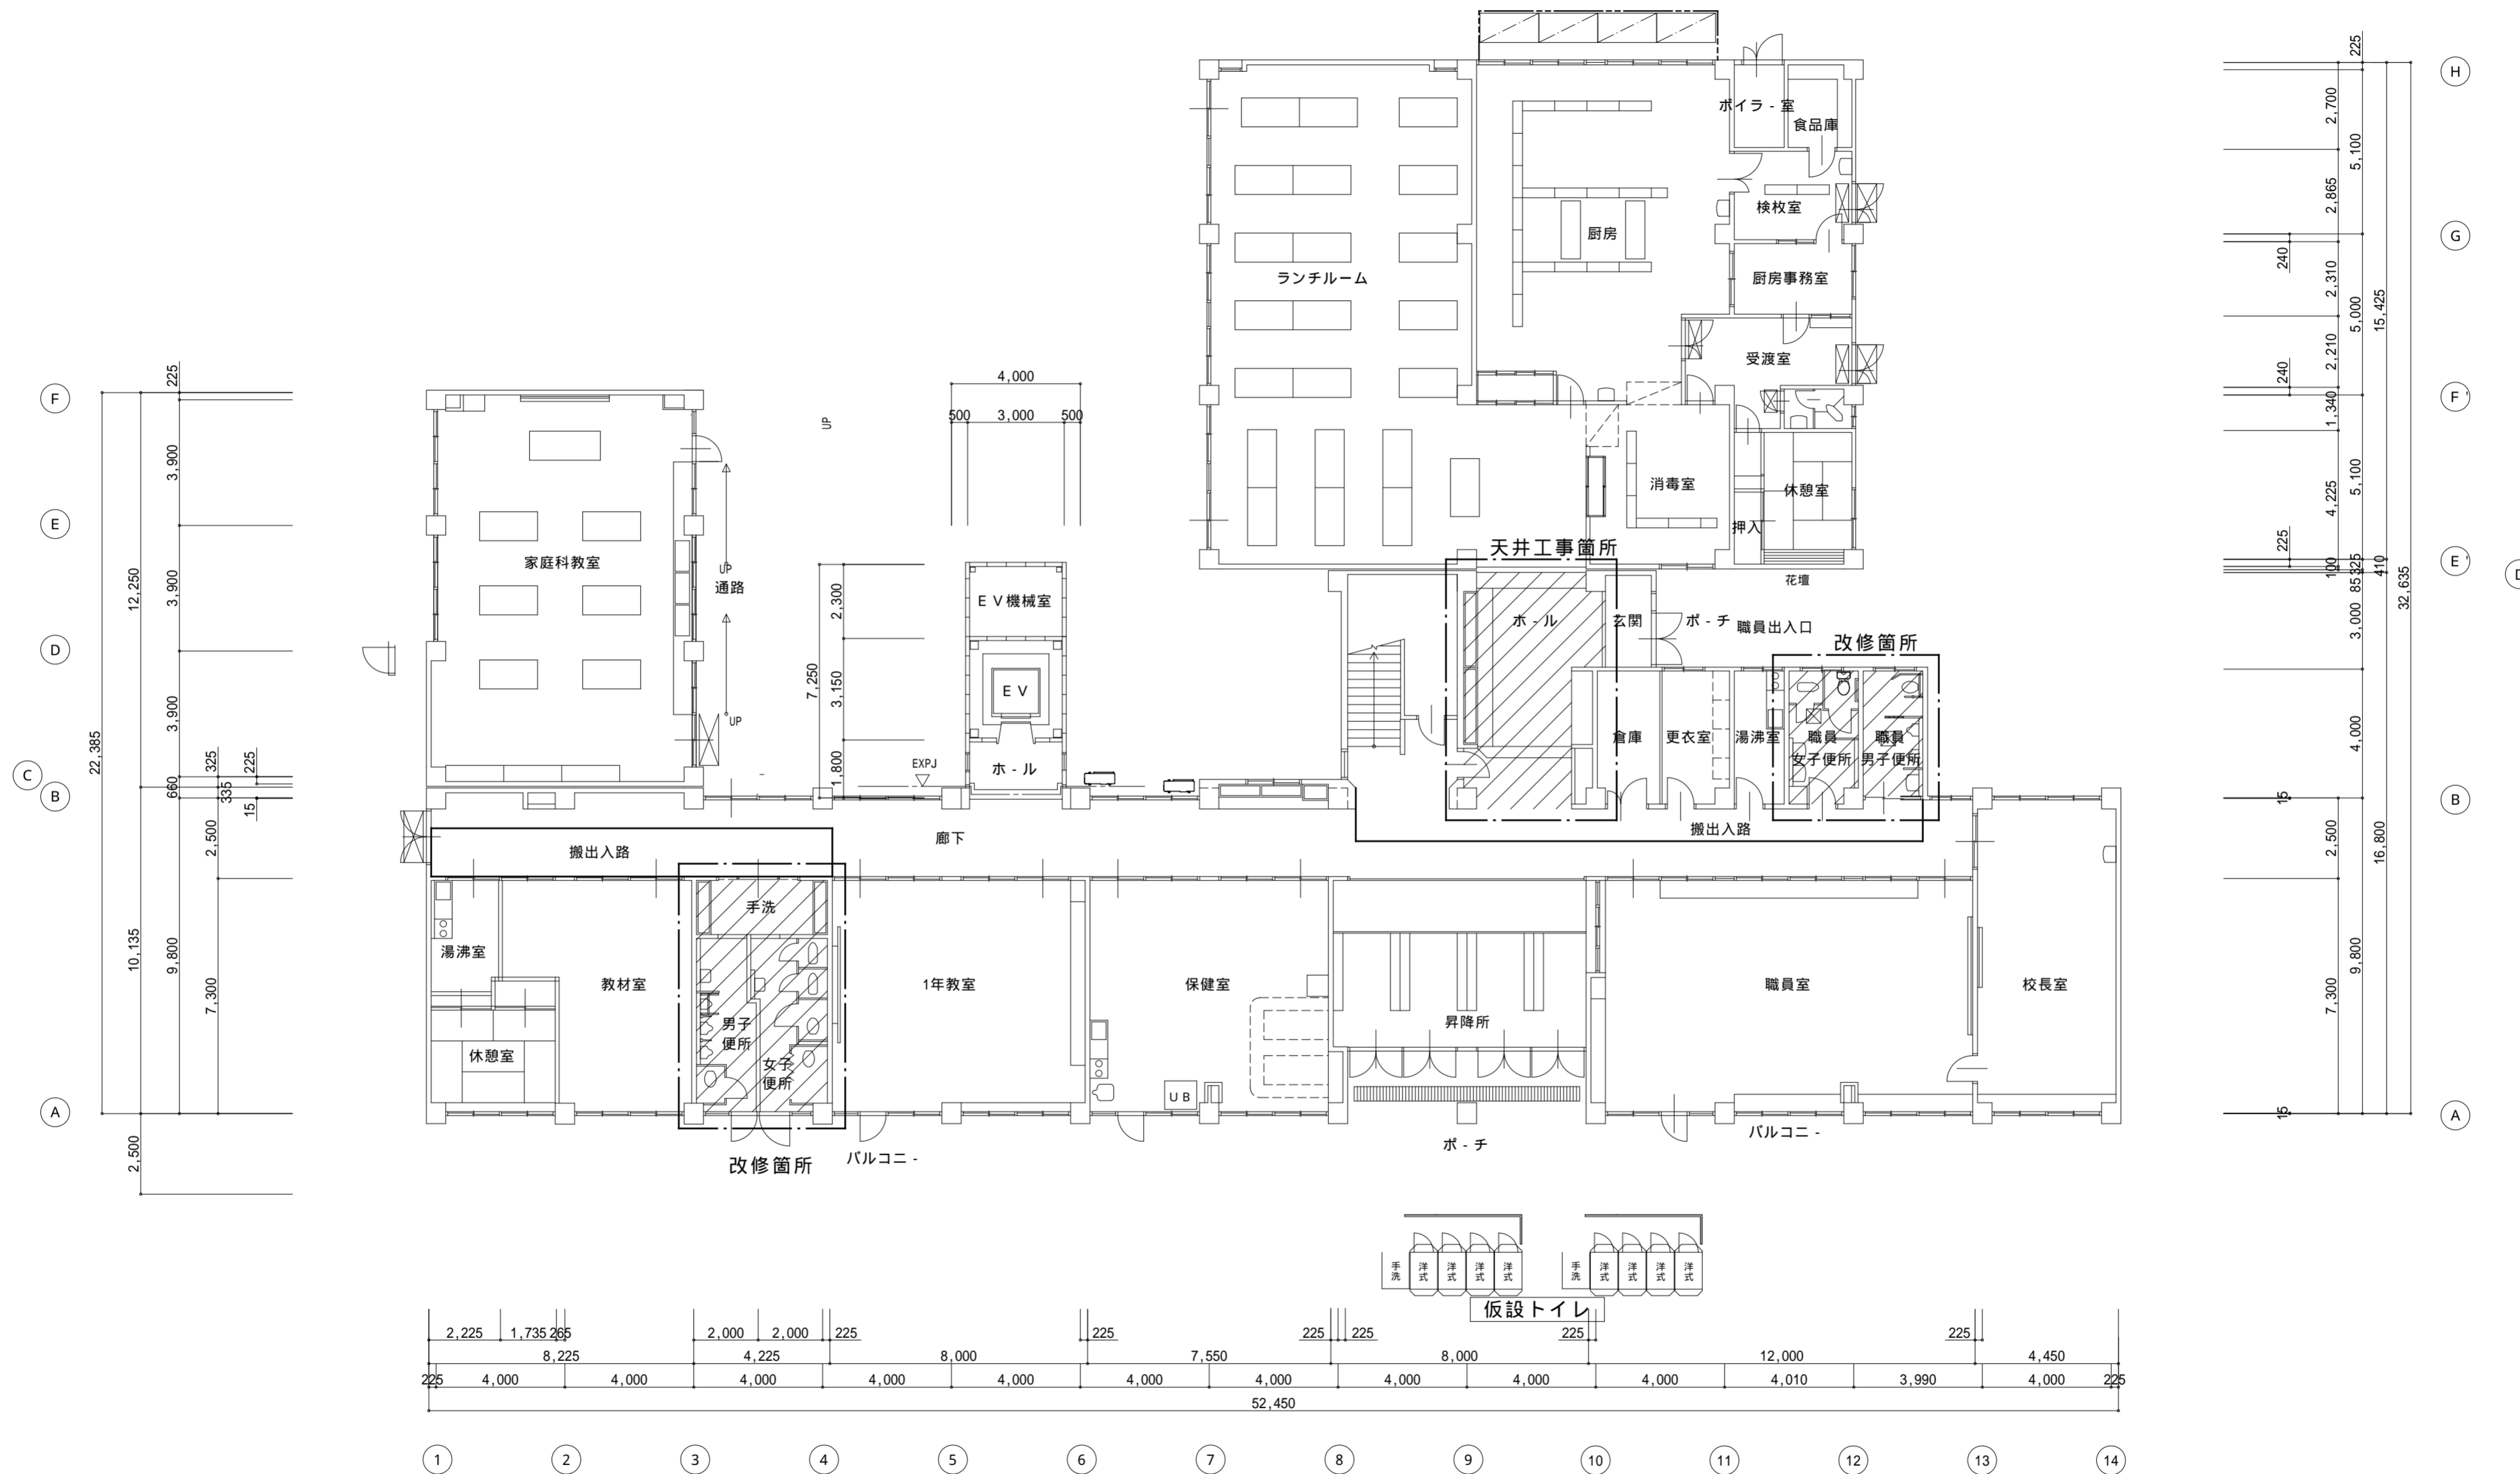 225
2,700
5,100
2,865
240
2,310
5,000
15,425
2,210
240
1,340
4,225
5,100
225
100
325
85
410
3,000
32,635
4,000
15
2,500
16,800
9,800
7,300
15
H
G
F'
E'
D
B
A
ボイラ-室
食品庫
検枚室
厨房
厨房事務室
ランチルーム
受渡室
消毒室
休憩室
押入
天井工事箇所
花壇
ホ-ル
玄関
ポ-チ
職員出入口
改修箇所
倉庫
更衣室
湯沸室
職員
女子便所
職員
男子便所
搬出入路
4,000
500
3,000
500
UP
家庭科教室
UP
通路
UP
EV機械室
EV
ホ-ル
EXPJ
7,250
2,300
3,150
1,800
F
E
D
C
B
A
225
3,900
3,900
3,900
12,250
22,385
325
225
660
335
15
2,500
10,135
9,800
7,300
2,500
搬出入路
廊下
湯沸室
教材室
休憩室
手洗
男子
便所
女子
便所
1年教室
保健室
UB
昇降所
職員室
校長室
改修箇所
バルコニ-
ポ-チ
バルコニ-
手洗
洋式
洋式
洋式
洋式
手洗
洋式
洋式
洋式
洋式
仮設トイレ
2,225
1,735
265
2,000
2,000
225
225
225
225
225
225
8,225
4,225
8,000
7,550
8,000
12,000
4,450
225
4,000
4,000
4,000
4,000
4,000
4,000
4,000
4,000
4,000
4,000
4,010
3,990
4,000
225
52,450
1
2
3
4
5
6
7
8
9
10
11
12
13
14